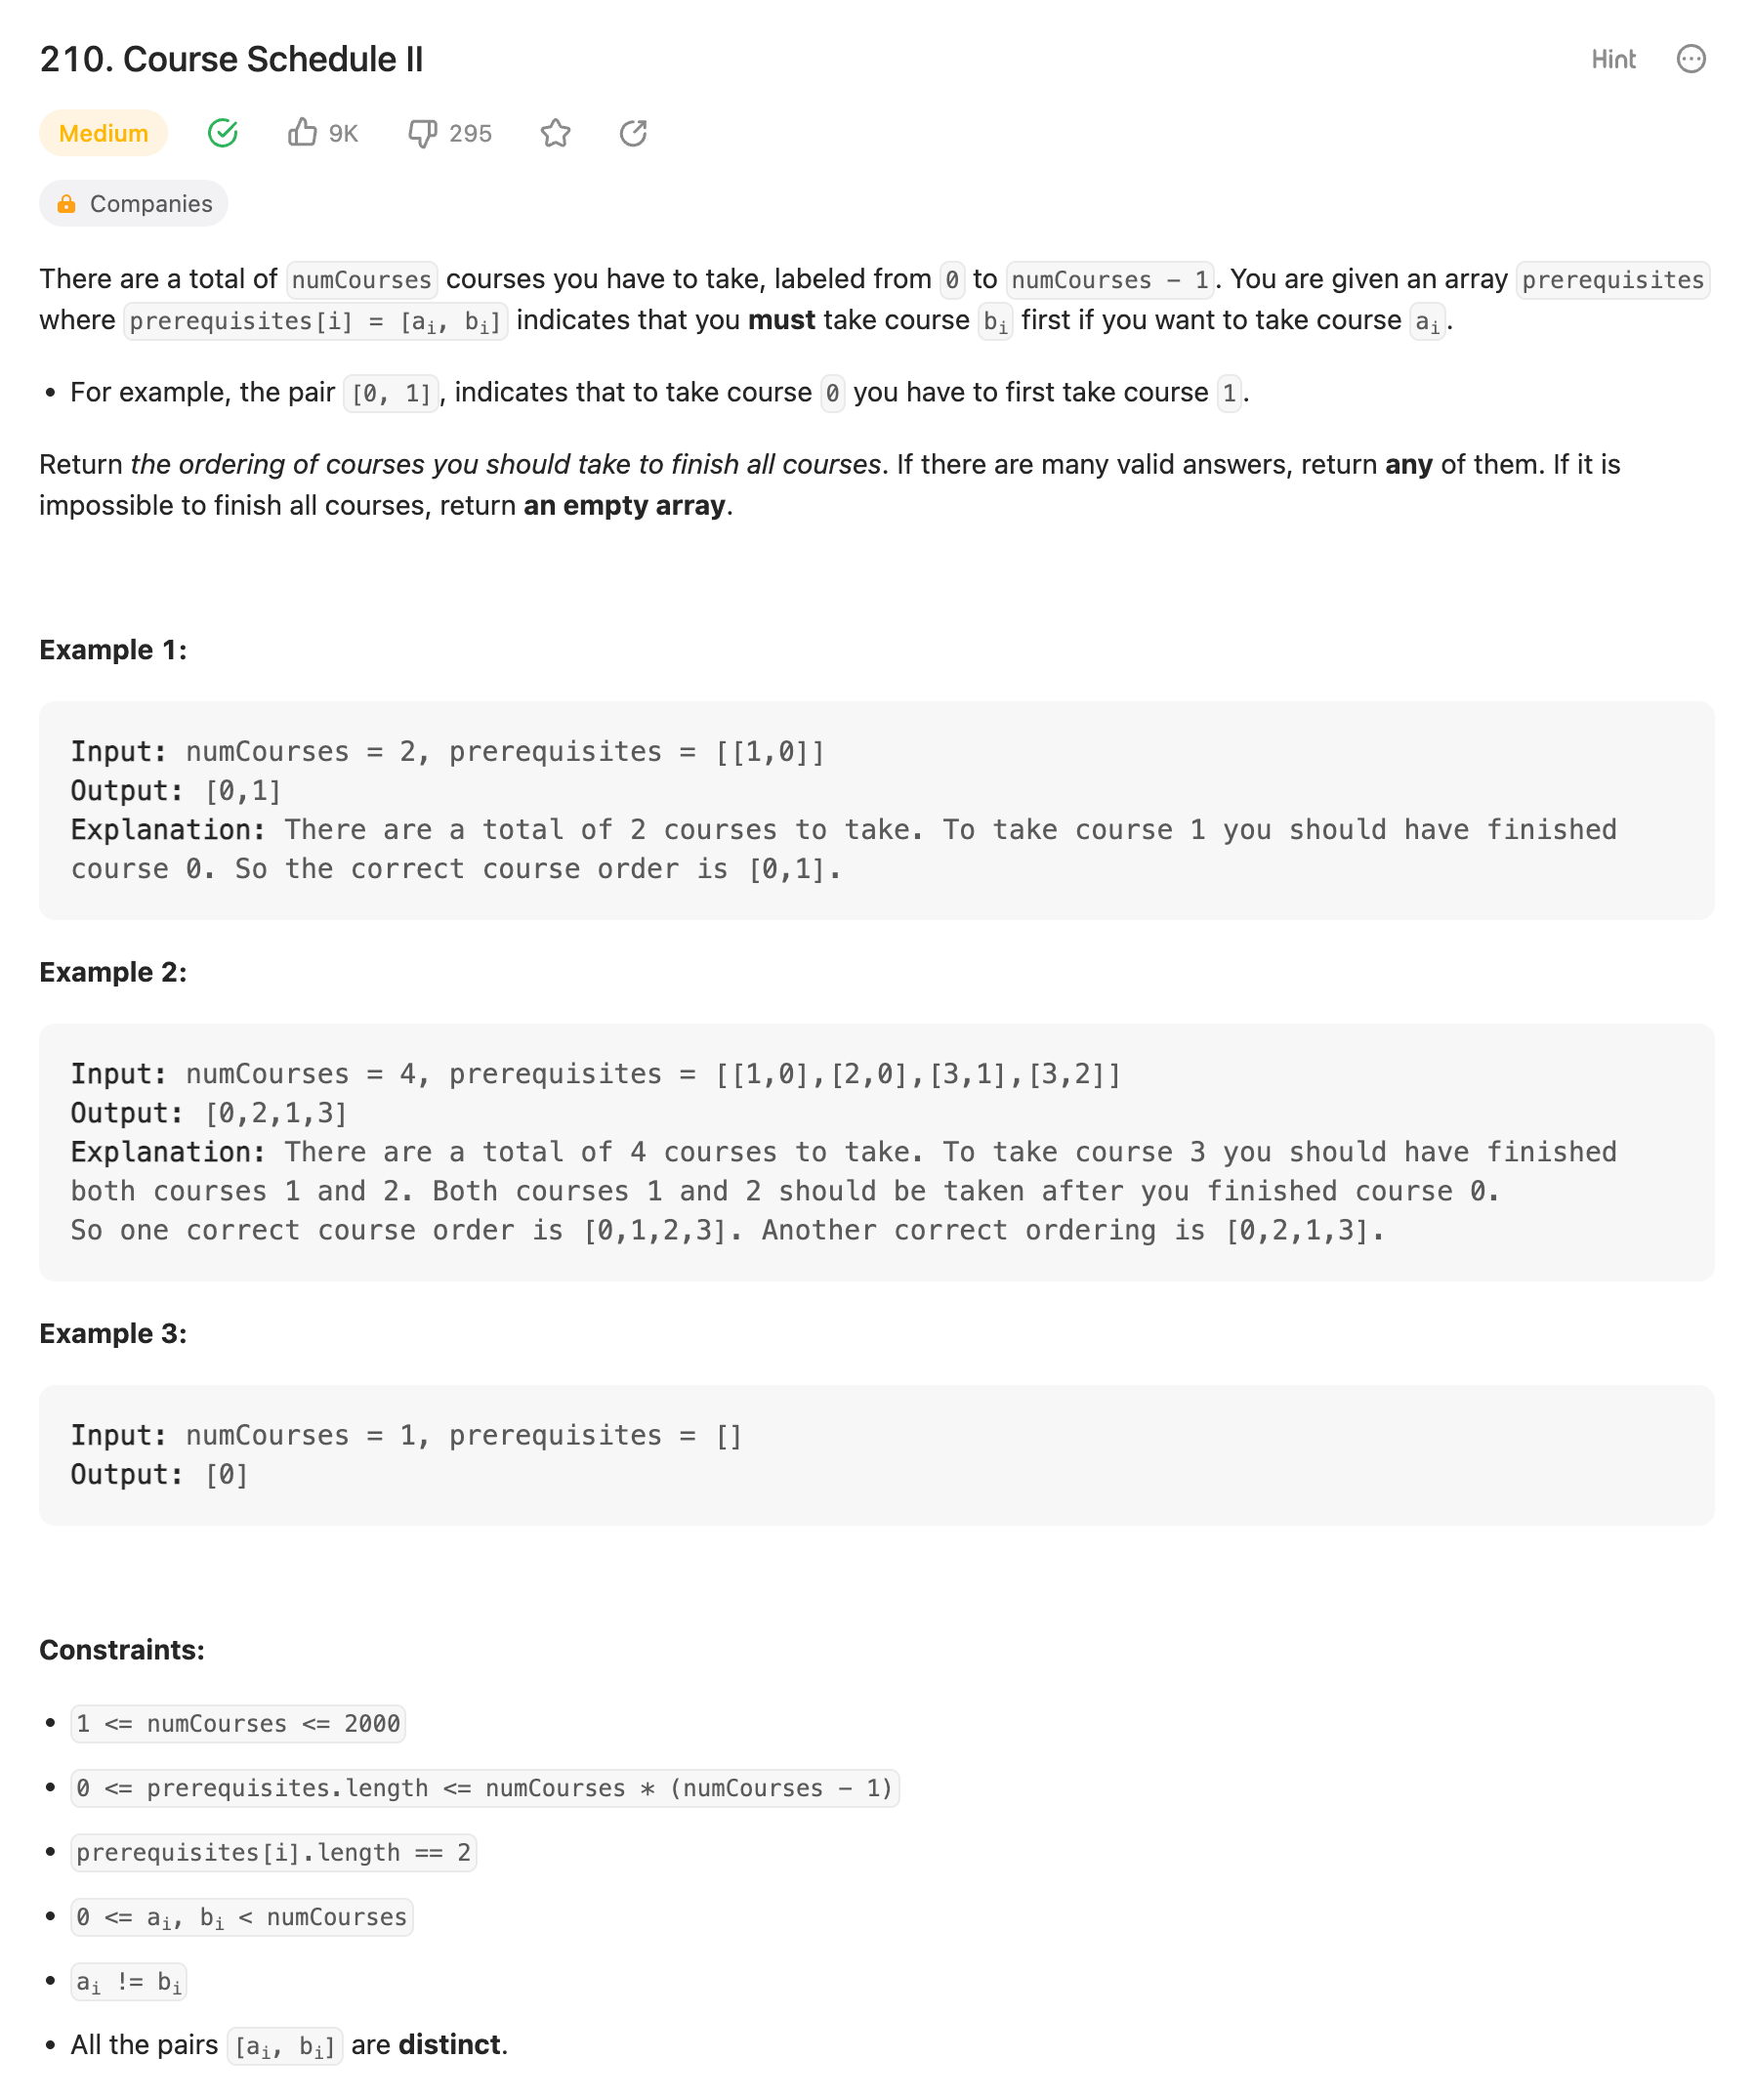 210. Course Schedule II
Hint
Medium
9K
295
Companies
There are a total of numCourses courses you have to take, labeled from 0 to numCourses - 1. You are given an array prerequisites
where prerequisites[i] = [ai, bi] indicates that you must take course bi first if you want to take course ai.
• For example, the pair [0, 1], indicates that to take course 0 you have to first take course 1.
Return the ordering of courses you should take to finish all courses. If there are many valid answers, return any of them. If it is
impossible to finish all courses, return an empty array.
Example 1:
Input: numCourses = 2, prerequisites = [[1,0]]
Output: [0,1]
Explanation: There are a total of 2 courses to take. To take course 1 you should have finished
course 0. So the correct course order is [0,1].
Example 2:
Input: numCourses = 4, prerequisites = [[1,0],[2,0],[3,1],[3,2]]
Output: [0,2,1,3]
Explanation: There are a total of 4 courses to take. To take course 3 you should have finished
both courses 1 and 2. Both courses 1 and 2 should be taken after you finished course 0.
So one correct course order is [0,1,2,3]. Another correct ordering is [0,2,1,3].
Example 3:
Input: numCourses = 1, prerequisites = []
Output: [0]
Constraints:
• 1 <= numCourses <= 2000
• 0 <= prerequisites.length <= numCourses * (numCourses - 1)
• prerequisites[i].length == 2
• 0 <= ai, bi < numCourses
• ai != bi
• All the pairs [ai, bi] are distinct.